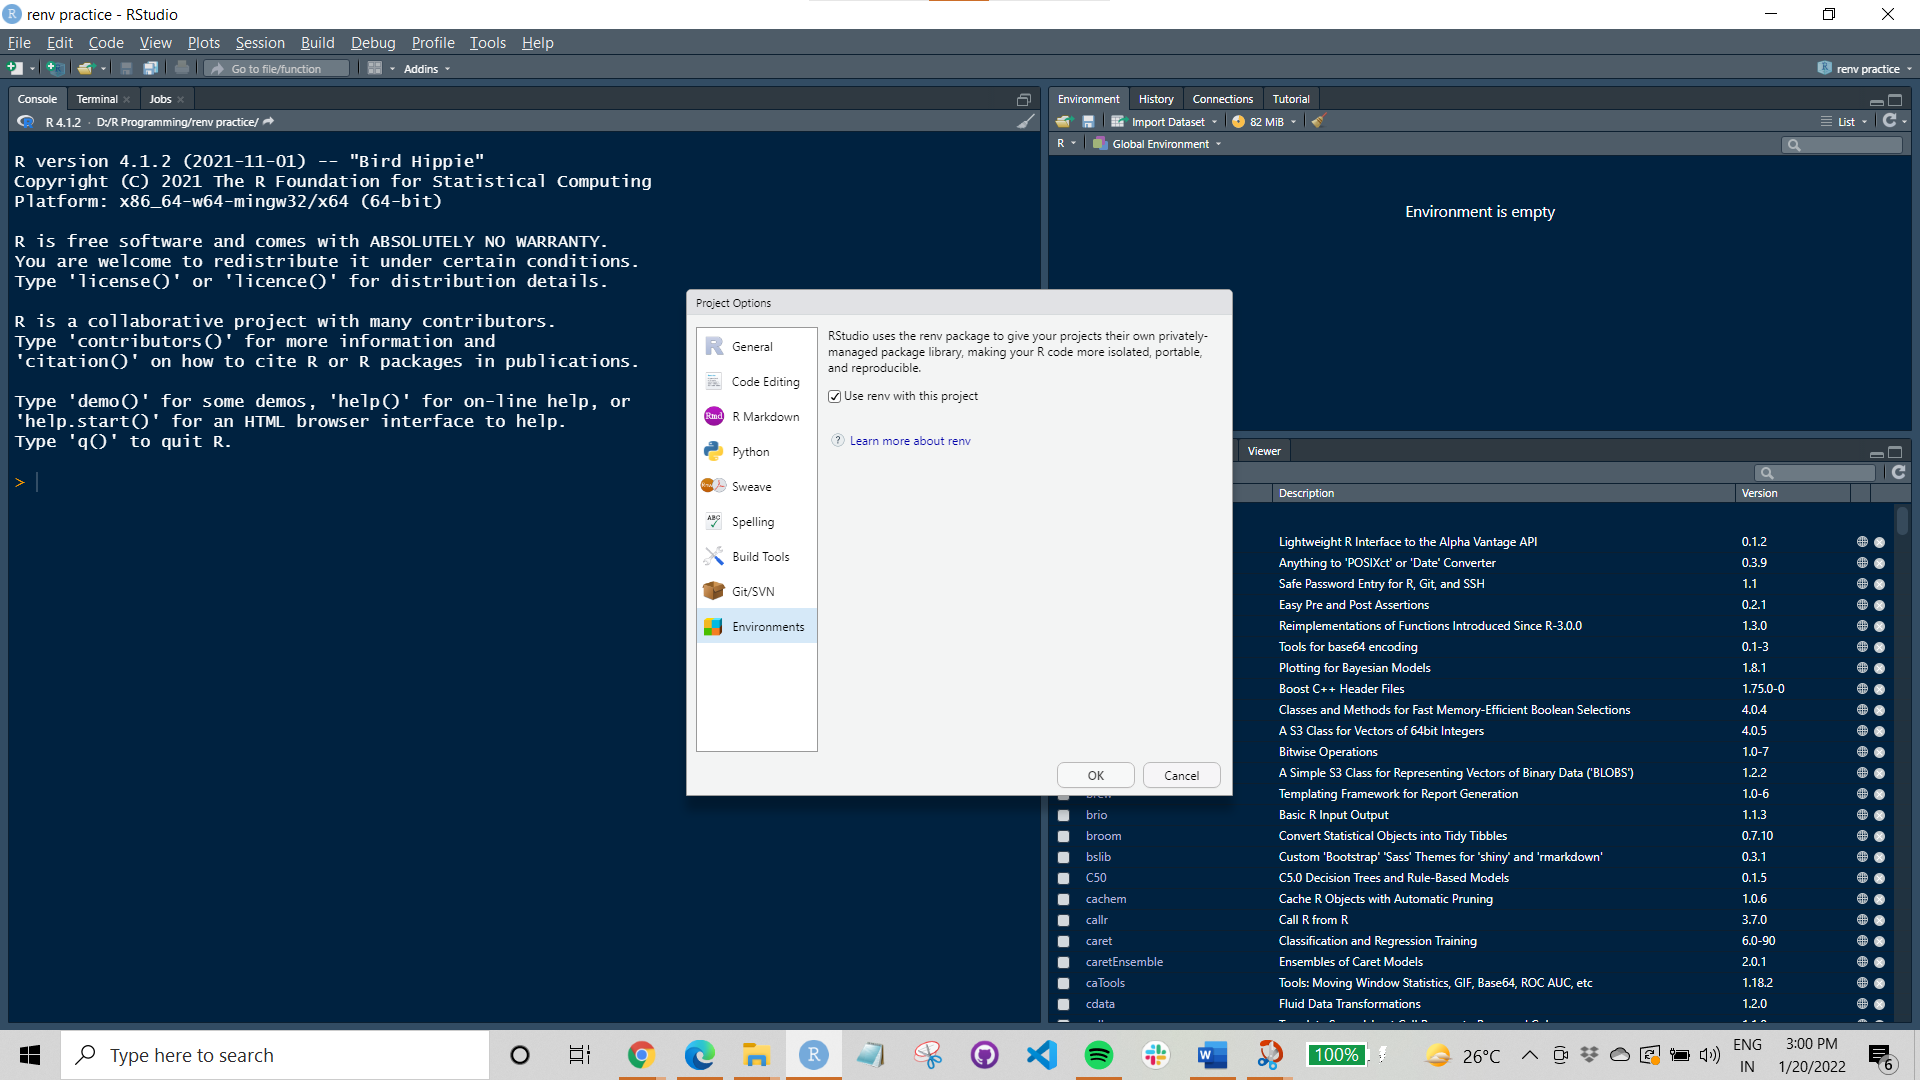 renv practice - RStudio
File Edit Code View Plots Session Build Debug Profile Tools Help
Go to file/function
Addins
renv practice
Console Terminal Jobs
R 4.1.2 · D:/R Programming/renv practice/
R version 4.1.2 (2021-11-01) -- "Bird Hippie"
Copyright (C) 2021 The R Foundation for Statistical Computing
Platform: x86_64-w64-mingw32/x64 (64-bit)
R is free software and comes with ABSOLUTELY NO WARRANTY.
You are welcome to redistribute it under certain conditions.
Type 'license()' or 'licence()' for distribution details.
R is a collaborative project with many contributors.
Type 'contributors()' for more information and
'citation()' on how to cite R or R packages in publications.
Type 'demo()' for some demos, 'help()' for on-line help, or
'help.start()' for an HTML browser interface to help.
Type 'q()' to quit R.
>
Environment History Connections Tutorial
Import Dataset 82 MiB List
R Global Environment
Environment is empty
Project Options
General
Code Editing
R Markdown
Python
Sweave
Spelling
Build Tools
Git/SVN
Environments
RStudio uses the renv package to give your projects their own privately-
managed package library, making your R code more isolated, portable,
and reproducible.
Use renv with this project
Learn more about renv
OK Cancel
Viewer
Description Version
Lightweight R Interface to the Alpha Vantage API 0.1.2
Anything to 'POSIXct' or 'Date' Converter 0.3.9
Safe Password Entry for R, Git, and SSH 1.1
Easy Pre and Post Assertions 0.2.1
Reimplementations of Functions Introduced Since R-3.0.0 1.3.0
Tools for base64 encoding 0.1-3
Plotting for Bayesian Models 1.8.1
Boost C++ Header Files 1.75.0-0
Classes and Methods for Fast Memory-Efficient Boolean Selections 4.0.4
A S3 Class for Vectors of 64bit Integers 4.0.5
Bitwise Operations 1.0-7
A Simple S3 Class for Representing Vectors of Binary Data ('BLOBS') 1.2.2
Templating Framework for Report Generation 1.0-6
brio Basic R Input Output 1.1.3
broom Convert Statistical Objects into Tidy Tibbles 0.7.10
bslib Custom 'Bootstrap' 'Sass' Themes for 'shiny' and 'rmarkdown' 0.3.1
C50 C5.0 Decision Trees and Rule-Based Models 0.1.5
cachem Cache R Objects with Automatic Pruning 1.0.6
callr Call R from R 3.7.0
caret Classification and Regression Training 6.0-90
caretEnsemble Ensembles of Caret Models 2.0.1
caTools Tools: Moving Window Statistics, GIF, Base64, ROC AUC, etc 1.18.2
cdata Fluid Data Transformations 1.2.0
Type here to search
100%
26°C
ENG
IN
3:00 PM
1/20/2022
6